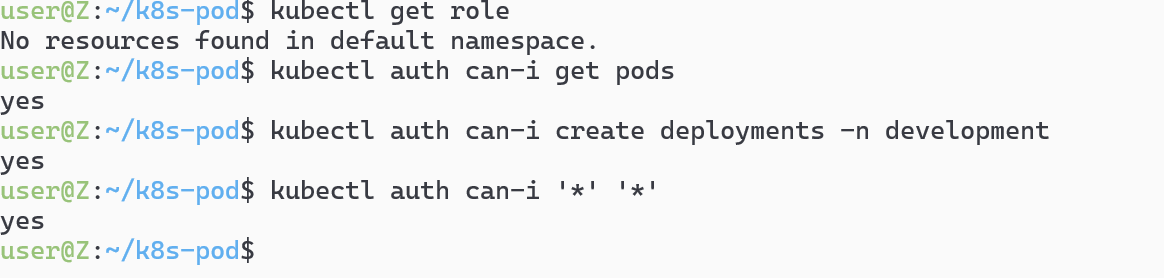 user@Z:~/k8s-pod$ kubectl get role
No resources found in default namespace.
user@Z:~/k8s-pod$ kubectl auth can-i get pods
yes
user@Z:~/k8s-pod$ kubectl auth can-i create deployments -n development
yes
user@Z:~/k8s-pod$ kubectl auth can-i '*' '*'
yes
user@Z:~/k8s-pod$